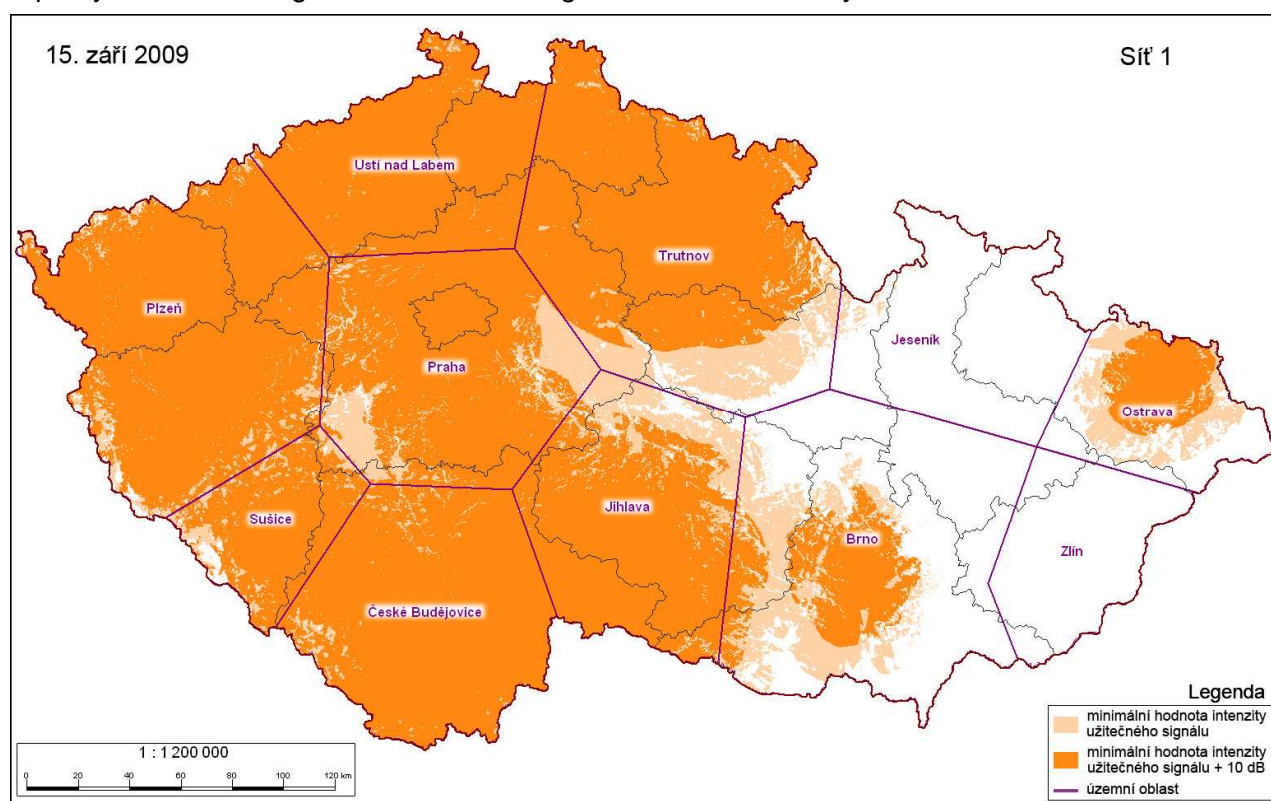 15. září 2009
Síť 1
Ustí nad Labem
Trutnov
Plzeň
Jeseník
Praha
Ostrava
Sušice
Jihlava
Brno
Zlín
České Budějovice
Legenda
minimální hodnota intenzity
užitečného signálu
minimální hodnota intenzity
užitečného signálu + 10 dB
územní oblast
1 : 1 200 000
0 20 40 60 80 100 120 km